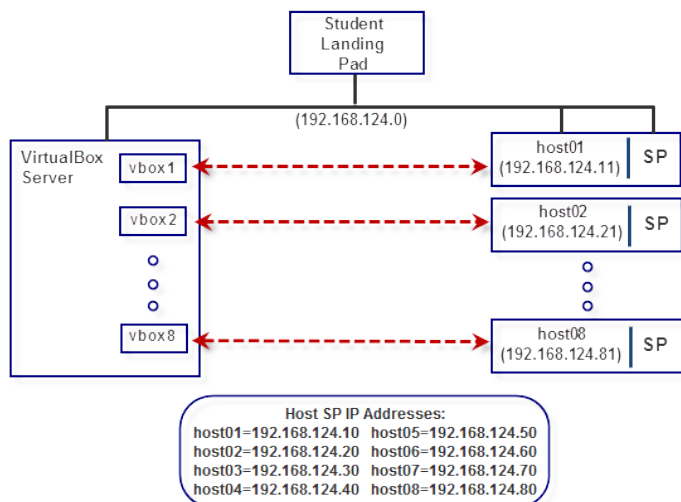 Student
Landing
Pad
(192.168.124.0)
VirtualBox
Server
vbox1
host01
(192.168.124.11)
SP
vbox2
host02
(192.168.124.21)
SP
vbox8
host08
(192.168.124.81)
SP
Host SP IP Addresses:
host01=192.168.124.10 host05=192.168.124.50
host02=192.168.124.20 host06=192.168.124.60
host03=192.168.124.30 host07=192.168.124.70
host04=192.168.124.40 host08=192.168.124.80